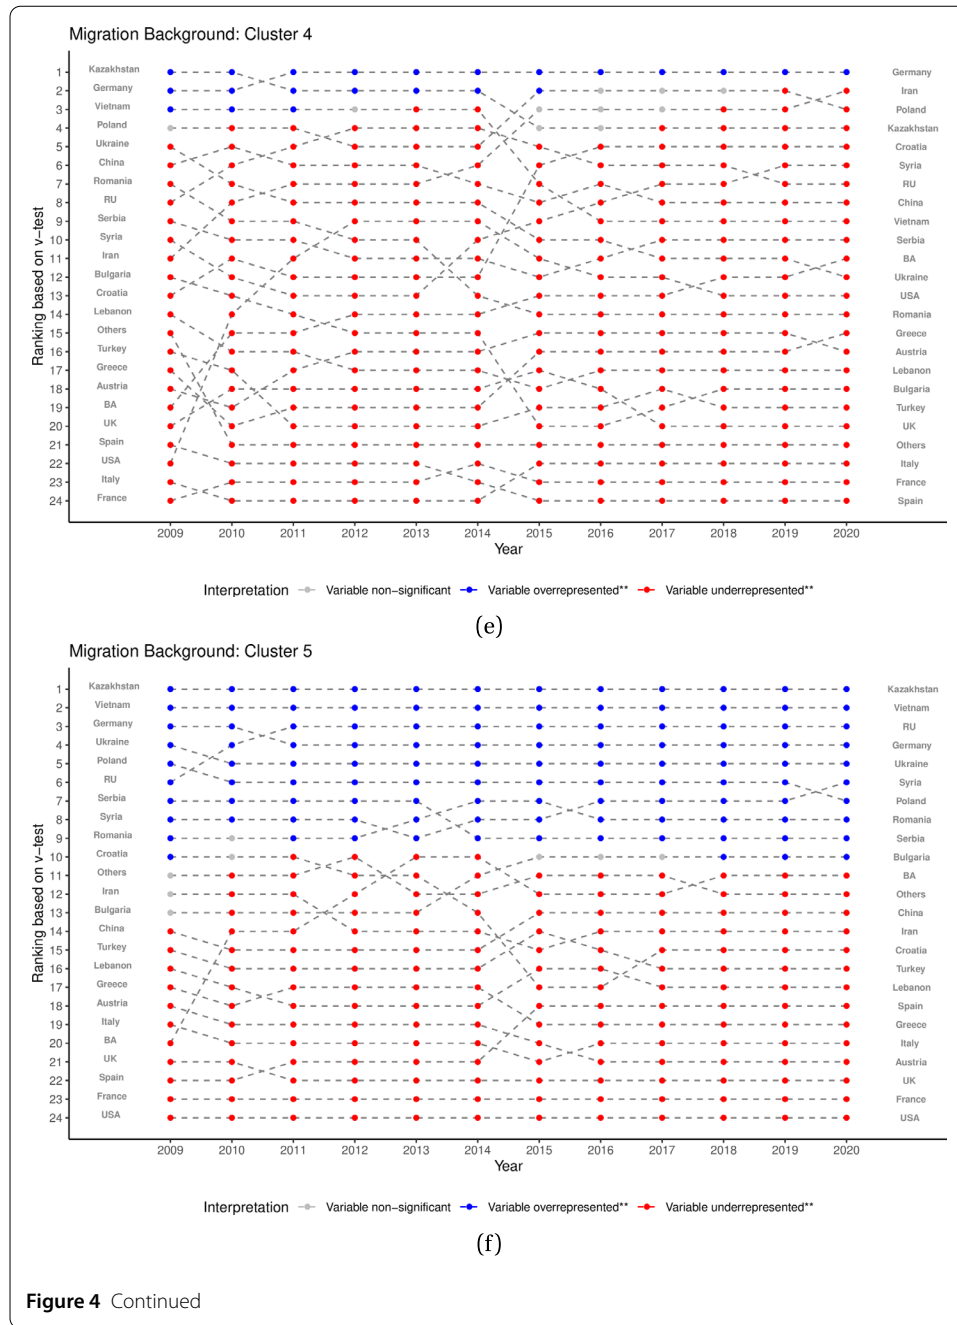 Migration Background: Cluster 4
Ranking based on v−test
1
2
3
4
5
6
7
8
9
10
11
12
13
14
15
16
17
18
19
20
21
22
23
24
Kazakhstan
Germany
Vietnam
Poland
Ukraine
China
Romania
RU
Serbia
Syria
Iran
Bulgaria
Croatia
Lebanon
Others
Turkey
Greece
Austria
BA
UK
Spain
USA
Italy
France
Germany
Iran
Poland
Kazakhstan
Croatia
Syria
RU
China
Vietnam
Serbia
BA
Ukraine
USA
Romania
Greece
Austria
Lebanon
Bulgaria
Turkey
UK
Others
Italy
France
Spain
2009 2010 2011 2012 2013 2014 2015 2016 2017 2018 2019 2020
Year
Interpretation Variable non−significant Variable overrepresented** Variable underrepresented**
(e)
Migration Background: Cluster 5
Ranking based on v−test
1
2
3
4
5
6
7
8
9
10
11
12
13
14
15
16
17
18
19
20
21
22
23
24
Kazakhstan
Vietnam
Germany
Ukraine
Poland
RU
Serbia
Syria
Romania
Croatia
Others
Iran
Bulgaria
China
Turkey
Lebanon
Greece
Austria
Italy
BA
UK
Spain
France
USA
Kazakhstan
Vietnam
RU
Germany
Ukraine
Syria
Poland
Romania
Serbia
Bulgaria
BA
Others
China
Iran
Croatia
Turkey
Lebanon
Spain
Greece
Italy
Austria
UK
France
USA
2009 2010 2011 2012 2013 2014 2015 2016 2017 2018 2019 2020
Year
Interpretation Variable non−significant Variable overrepresented** Variable underrepresented**
(f)
Figure 4 Continued